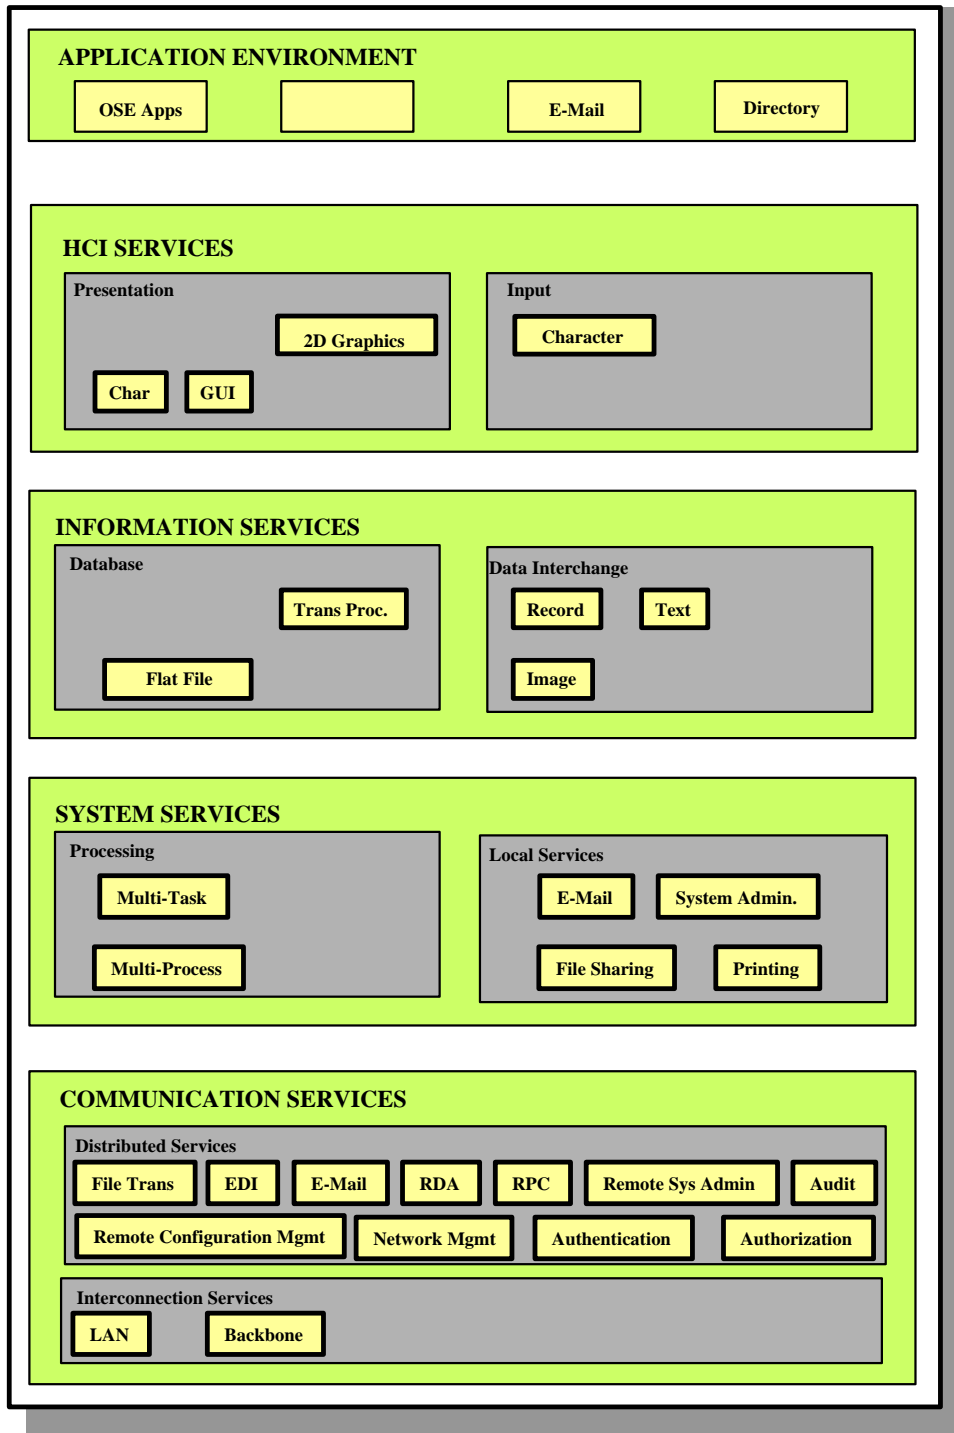 APPLICATION ENVIRONMENT
OSE Apps
E-Mail
Directory
HCI SERVICES
Presentation
2D Graphics
Char
GUI
Input
Character
INFORMATION SERVICES
Database
Trans Proc.
Flat File
Data Interchange
Record
Text
Image
SYSTEM SERVICES
Processing
Multi-Task
Multi-Process
Local Services
E-Mail
System Admin.
File Sharing
Printing
COMMUNICATION SERVICES
Distributed Services
File Trans
EDI
E-Mail
RDA
RPC
Remote Sys Admin
Audit
Remote Configuration Mgmt
Network Mgmt
Authentication
Authorization
Interconnection Services
LAN
Backbone